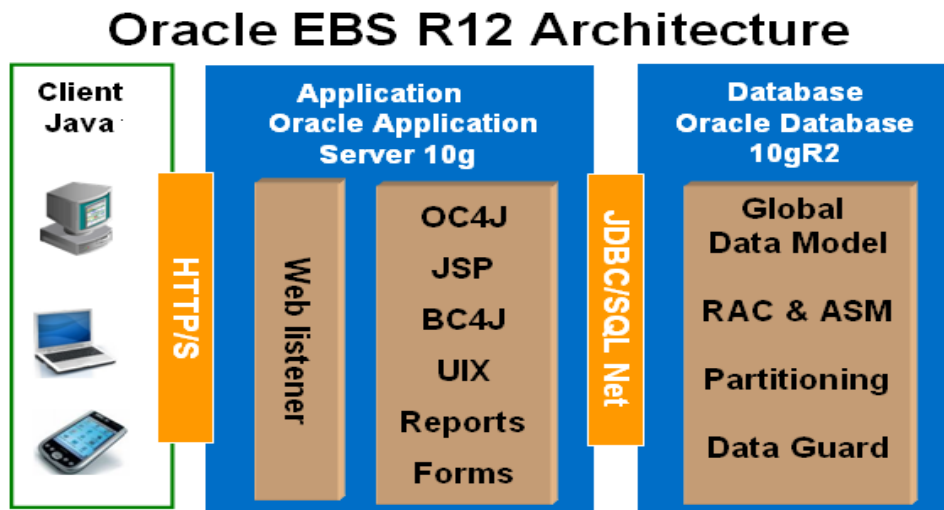 Oracle EBS R12 Architecture
Client
Java
HTTP/S
Application
Oracle Application
Server 10g
Web listener
OC4J
JSP
BC4J
UIX
Reports
Forms
JDBC/SQL Net
Database
Oracle Database
10gR2
Global
Data Model
RAC & ASM
Partitioning
Data Guard